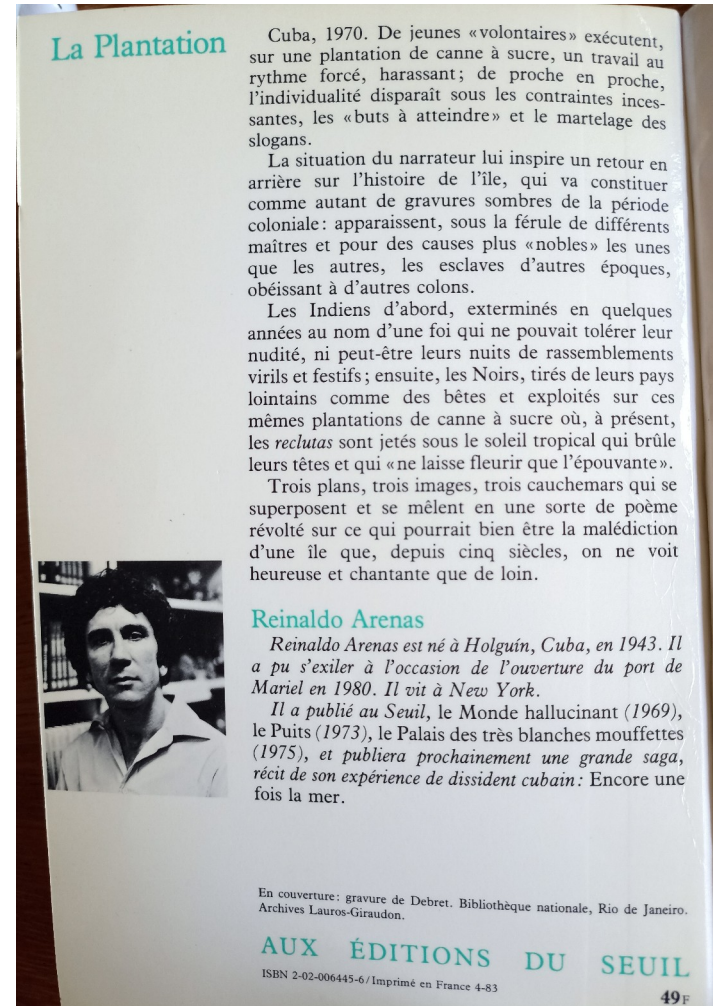 La Plantation
Cuba, 1970. De jeunes «volontaires» exécutent,
sur une plantation de canne à sucre, un travail au
rythme forcé, harassant; de proche en proche,
l'individualité disparaît sous les contraintes inces-
santes, les «buts à atteindre» et le martelage des
slogans.
La situation du narrateur lui inspire un retour en
arrière sur l'histoire de l'île, qui va constituer
comme autant de gravures sombres de la période
coloniale: apparaissent, sous la férule de différents
maîtres et pour des causes plus «nobles» les unes
que les autres, les esclaves d'autres époques,
obéissant à d'autres colons.
Les Indiens d'abord, exterminés en quelques
années au nom d'une foi qui ne pouvait tolérer leur
nudité, ni peut-être leurs nuits de rassemblements
virils et festifs; ensuite, les Noirs, tirés de leurs pays
lointains comme des bêtes et exploités sur ces
mêmes plantations de canne à sucre où, à présent,
les reclutas sont jetés sous le soleil tropical qui brûle
leurs têtes et qui «ne laisse fleurir que l'épouvante».
Trois plans, trois images, trois cauchemars qui se
superposent et se mêlent en une sorte de poème
révolté sur ce qui pourrait bien être la malédiction
d'une île que, depuis cinq siècles, on ne voit
heureuse et chantante que de loin.
Reinaldo Arenas
Reinaldo Arenas est né à Holguín, Cuba, en 1943. Il
a pu s'exiler à l'occasion de l'ouverture du port de
Mariel en 1980. Il vit à New York.
Il a publié au Seuil, le Monde hallucinant (1969),
le Puits (1973), le Palais des très blanches mouffettes
(1975), et publiera prochainement une grande saga,
récit de son expérience de dissident cubain: Encore une
fois la mer.
En couverture: gravure de Debret. Bibliothèque nationale, Rio de Janeiro.
Archives Lauros-Giraudon.
AUX ÉDITIONS DU SEUIL
ISBN 2-02-006445-6/Imprimé en France 4-83
49F